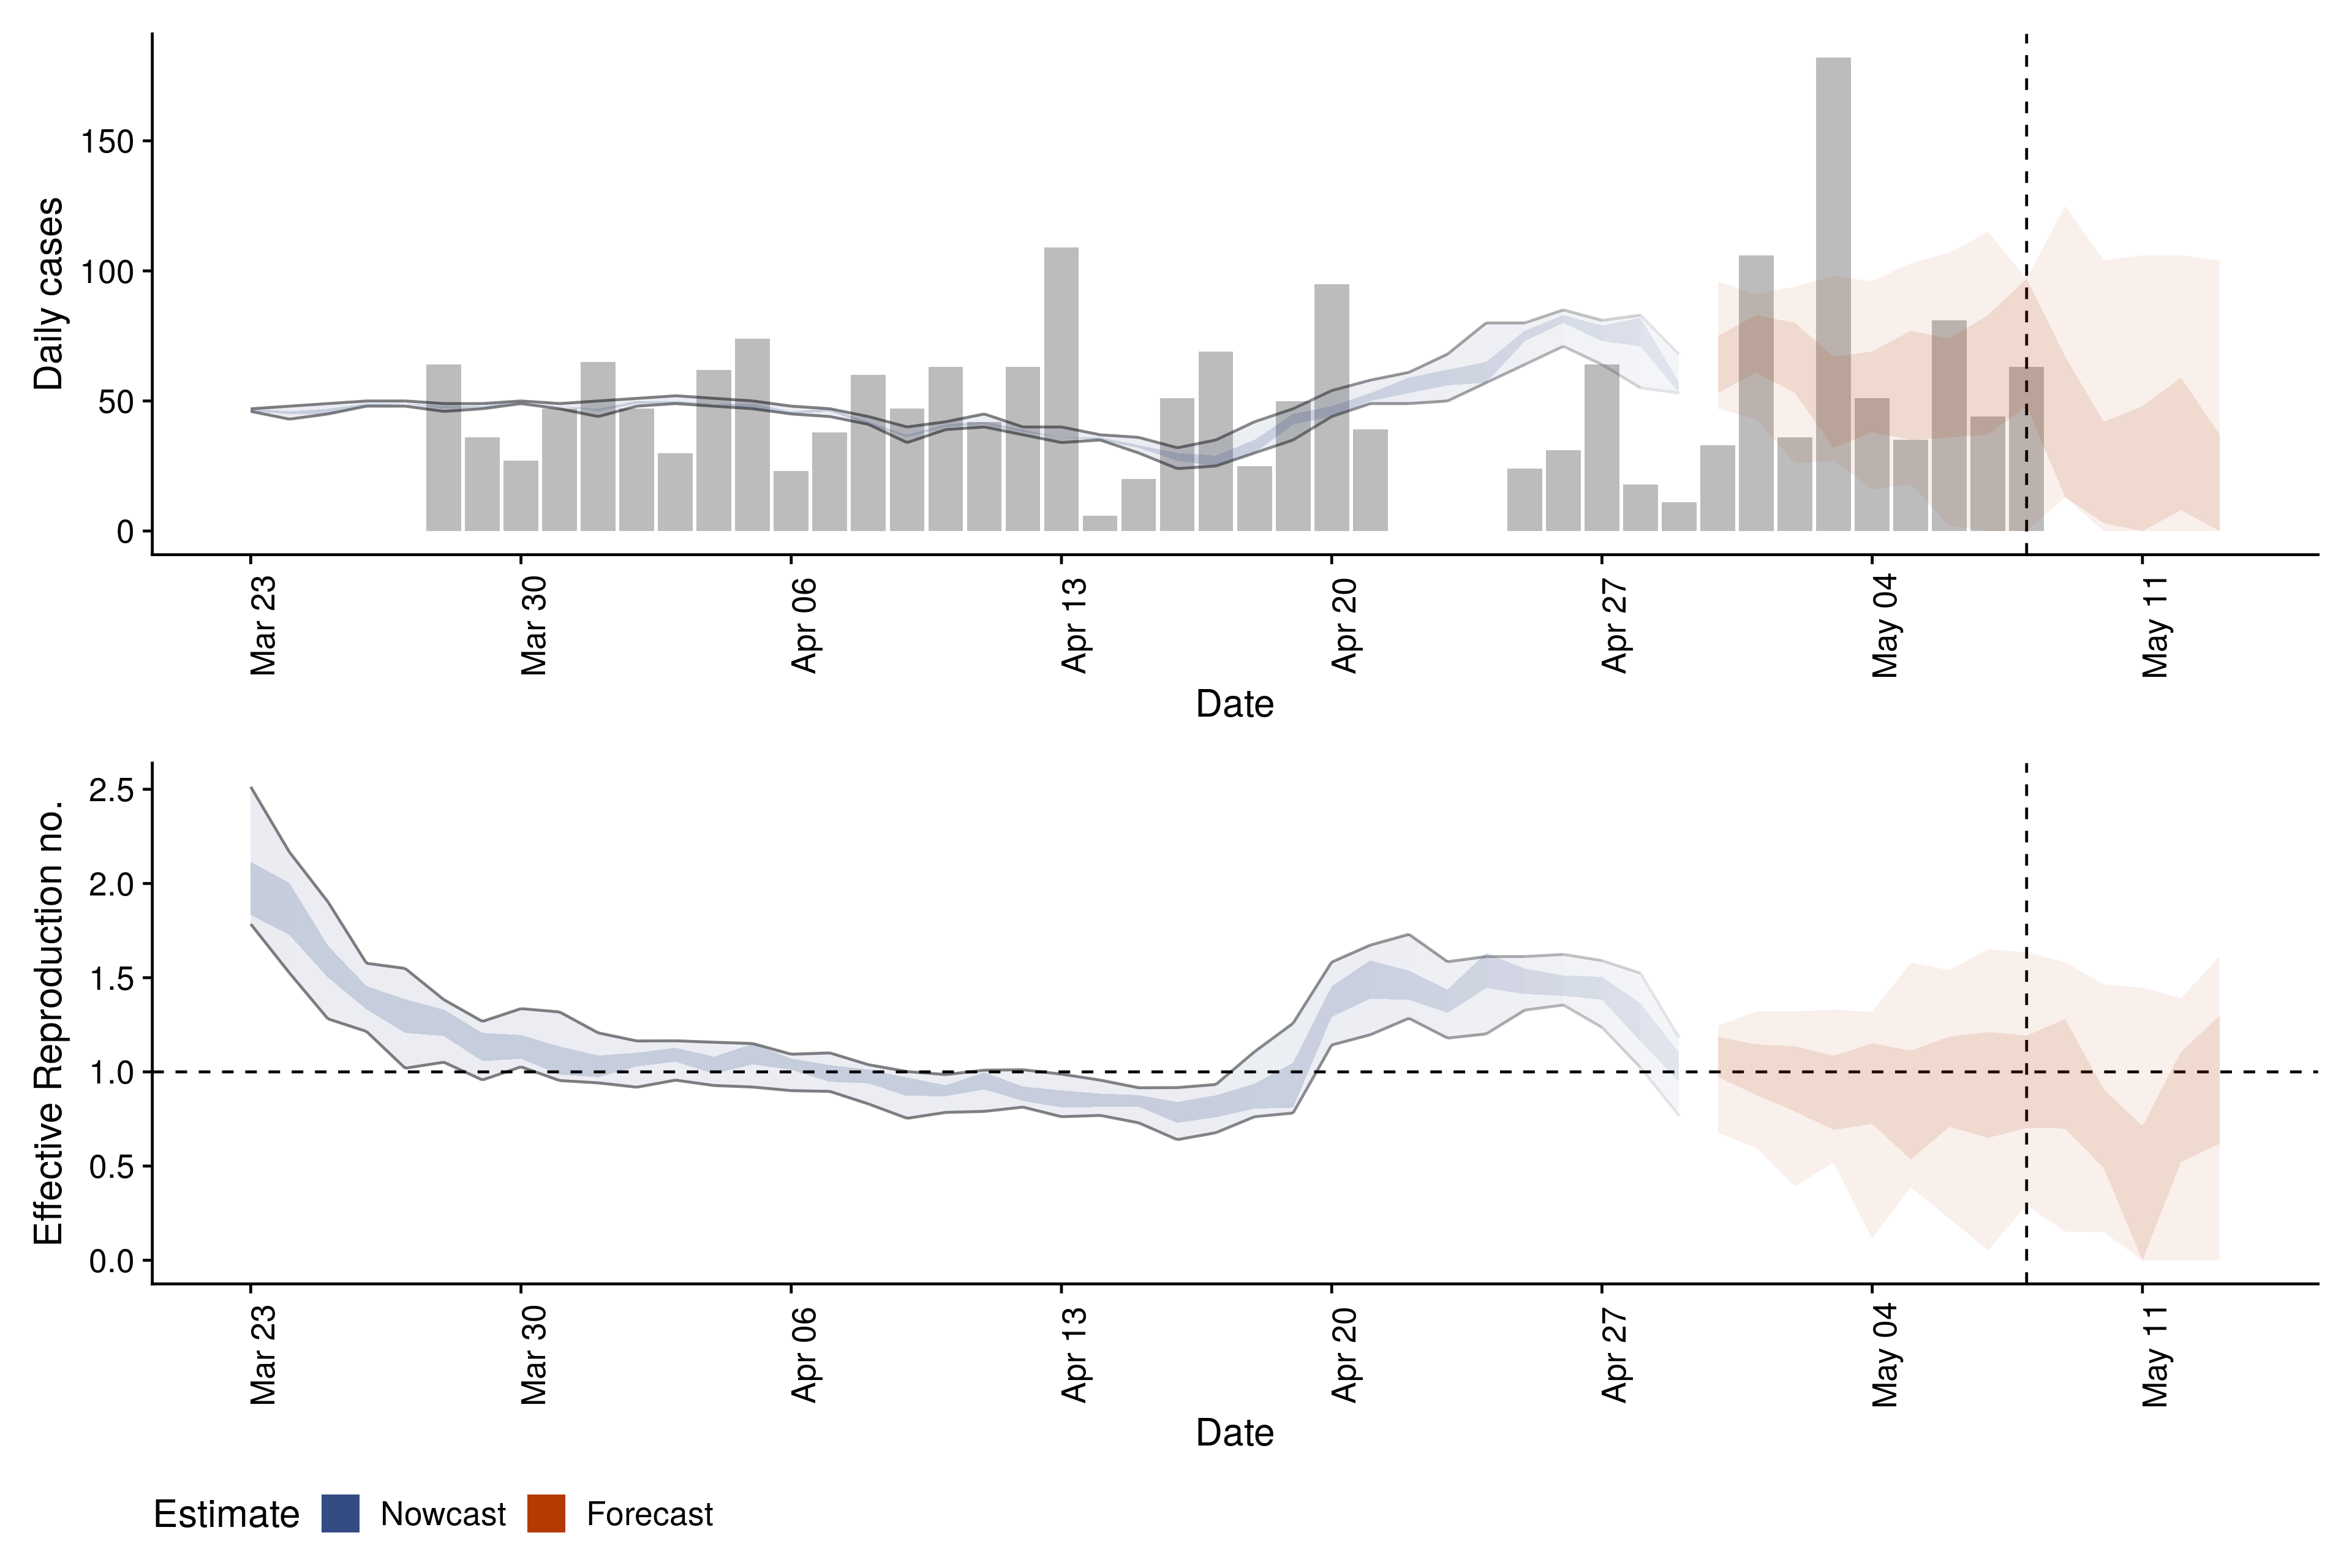 Daily cases
150
100
50
0
Mar 23
Mar 30
Apr 06
Apr 13
Apr 20
Apr 27
May 04
May 11
Date
Effective Reproduction no.
2.5
2.0
1.5
1.0
0.5
0.0
Mar 23
Mar 30
Apr 06
Apr 13
Apr 20
Apr 27
May 04
May 11
Date
Estimate Nowcast Forecast